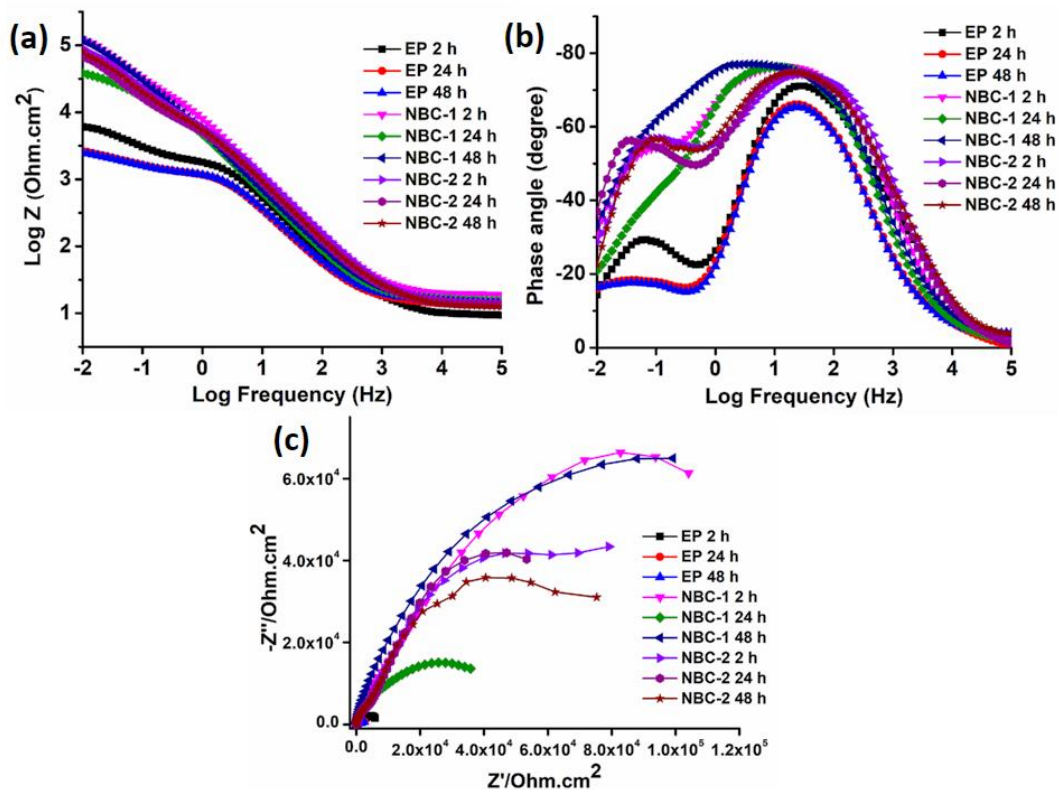 (a)
Log Z (Ohm.cm²)
5
4
3
2
1
-2 -1 0 1 2 3 4 5
Log Frequency (Hz)
EP 2 h
EP 24 h
EP 48 h
NBC-1 2 h
NBC-1 24 h
NBC-1 48 h
NBC-2 2 h
NBC-2 24 h
NBC-2 48 h
(b)
Phase angle (degree)
-80
-60
-40
-20
0
-2 -1 0 1 2 3 4 5
Log Frequency (Hz)
EP 2 h
EP 24 h
EP 48 h
NBC-1 2 h
NBC-1 24 h
NBC-1 48 h
NBC-2 2 h
NBC-2 24 h
NBC-2 48 h
(c)
-Z''/Ohm.cm²
6.0x10⁴
4.0x10⁴
2.0x10⁴
0.0
0.0 2.0x10⁴ 4.0x10⁴ 6.0x10⁴ 8.0x10⁴ 1.0x10⁵ 1.2x10⁵
Z'/Ohm.cm²
EP 2 h
EP 24 h
EP 48 h
NBC-1 2 h
NBC-1 24 h
NBC-1 48 h
NBC-2 2 h
NBC-2 24 h
NBC-2 48 h